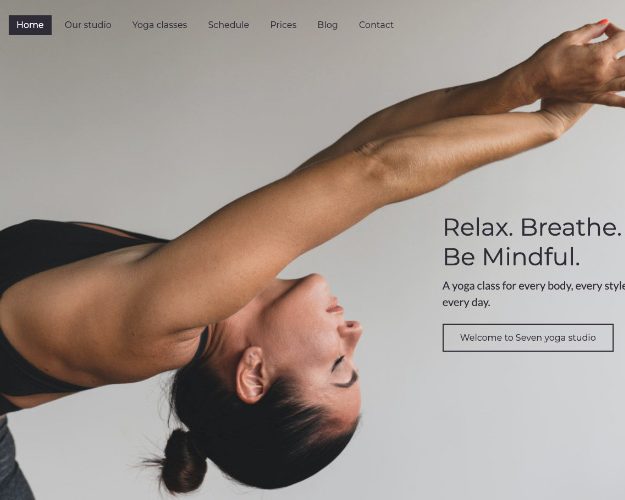 Home Our studio Yoga classes Schedule Prices Blog Contact
Relax. Breathe.
Be Mindful.
A yoga class for every body, every style
every day.
Welcome to Seven yoga studio